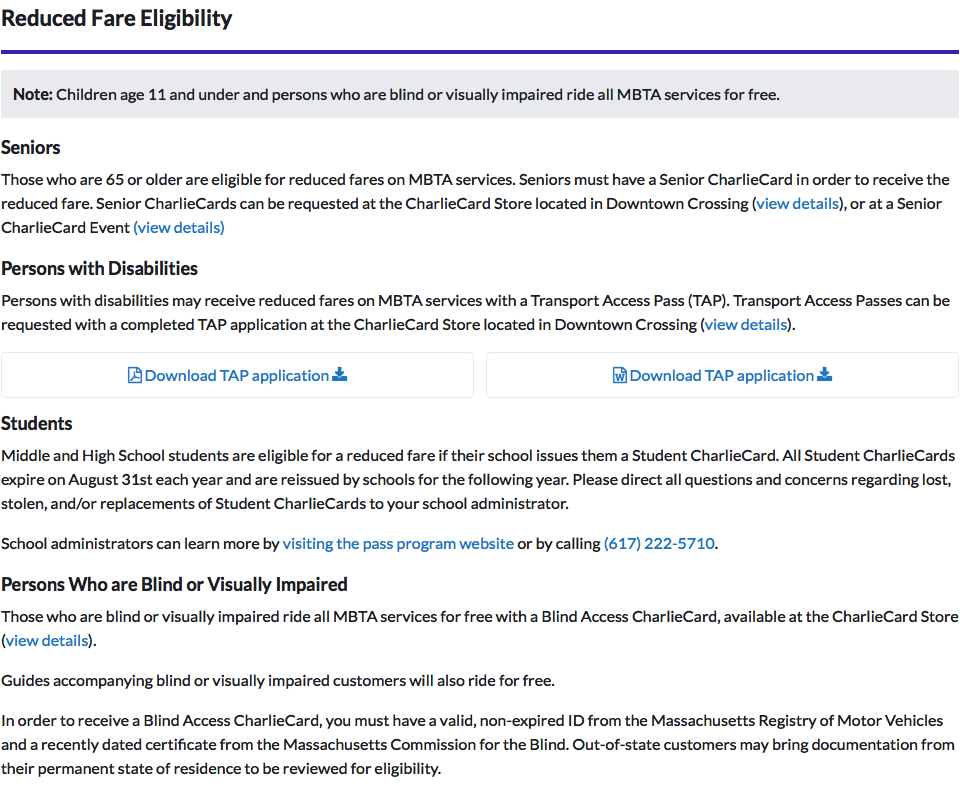 Reduced Fare Eligibility
Note: Children age 11 and under and persons who are blind or visually impaired ride all MBTA services for free.
Seniors
Those who are 65 or older are eligible for reduced fares on MBTA services. Seniors must have a Senior CharlieCard in order to receive the
reduced fare. Senior CharlieCards can be requested at the CharlieCard Store located in Downtown Crossing (view details), or at a Senior
CharlieCard Event (view details)
Persons with Disabilities
Persons with disabilities may receive reduced fares on MBTA services with a Transport Access Pass (TAP). Transport Access Passes can be
requested with a completed TAP application at the CharlieCard Store located in Downtown Crossing (view details).
Download TAP application
Download TAP application
Students
Middle and High School students are eligible for a reduced fare if their school issues them a Student CharlieCard. All Student CharlieCards
expire on August 31st each year and are reissued by schools for the following year. Please direct all questions and concerns regarding lost,
stolen, and/or replacements of Student CharlieCards to your school administrator.
School administrators can learn more by visiting the pass program website or by calling (617) 222-5710.
Persons Who are Blind or Visually Impaired
Those who are blind or visually impaired ride all MBTA services for free with a Blind Access CharlieCard, available at the CharlieCard Store
(view details).
Guides accompanying blind or visually impaired customers will also ride for free.
In order to receive a Blind Access CharlieCard, you must have a valid, non-expired ID from the Massachusetts Registry of Motor Vehicles
and a recently dated certificate from the Massachusetts Commission for the Blind. Out-of-state customers may bring documentation from
their permanent state of residence to be reviewed for eligibility.